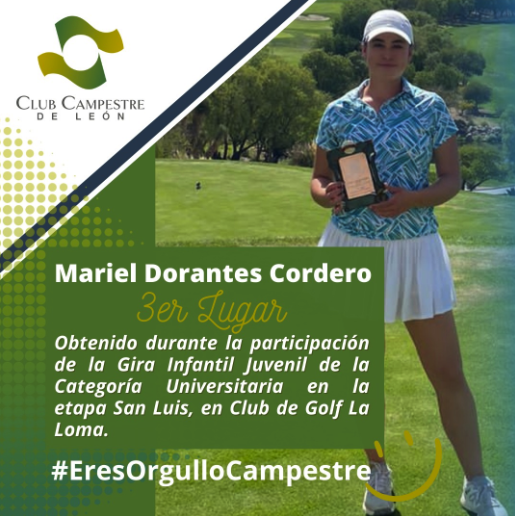 CLUB CAMPESTRE
DE LEÓN
Mariel Dorantes Cordero
3er Lugar
Obtenido durante la participación
de la Gira Infantil Juvenil de la
Categoría Universitaria en la
etapa San Luis, en Club de Golf La
Loma.
#EresOrgulloCampestre